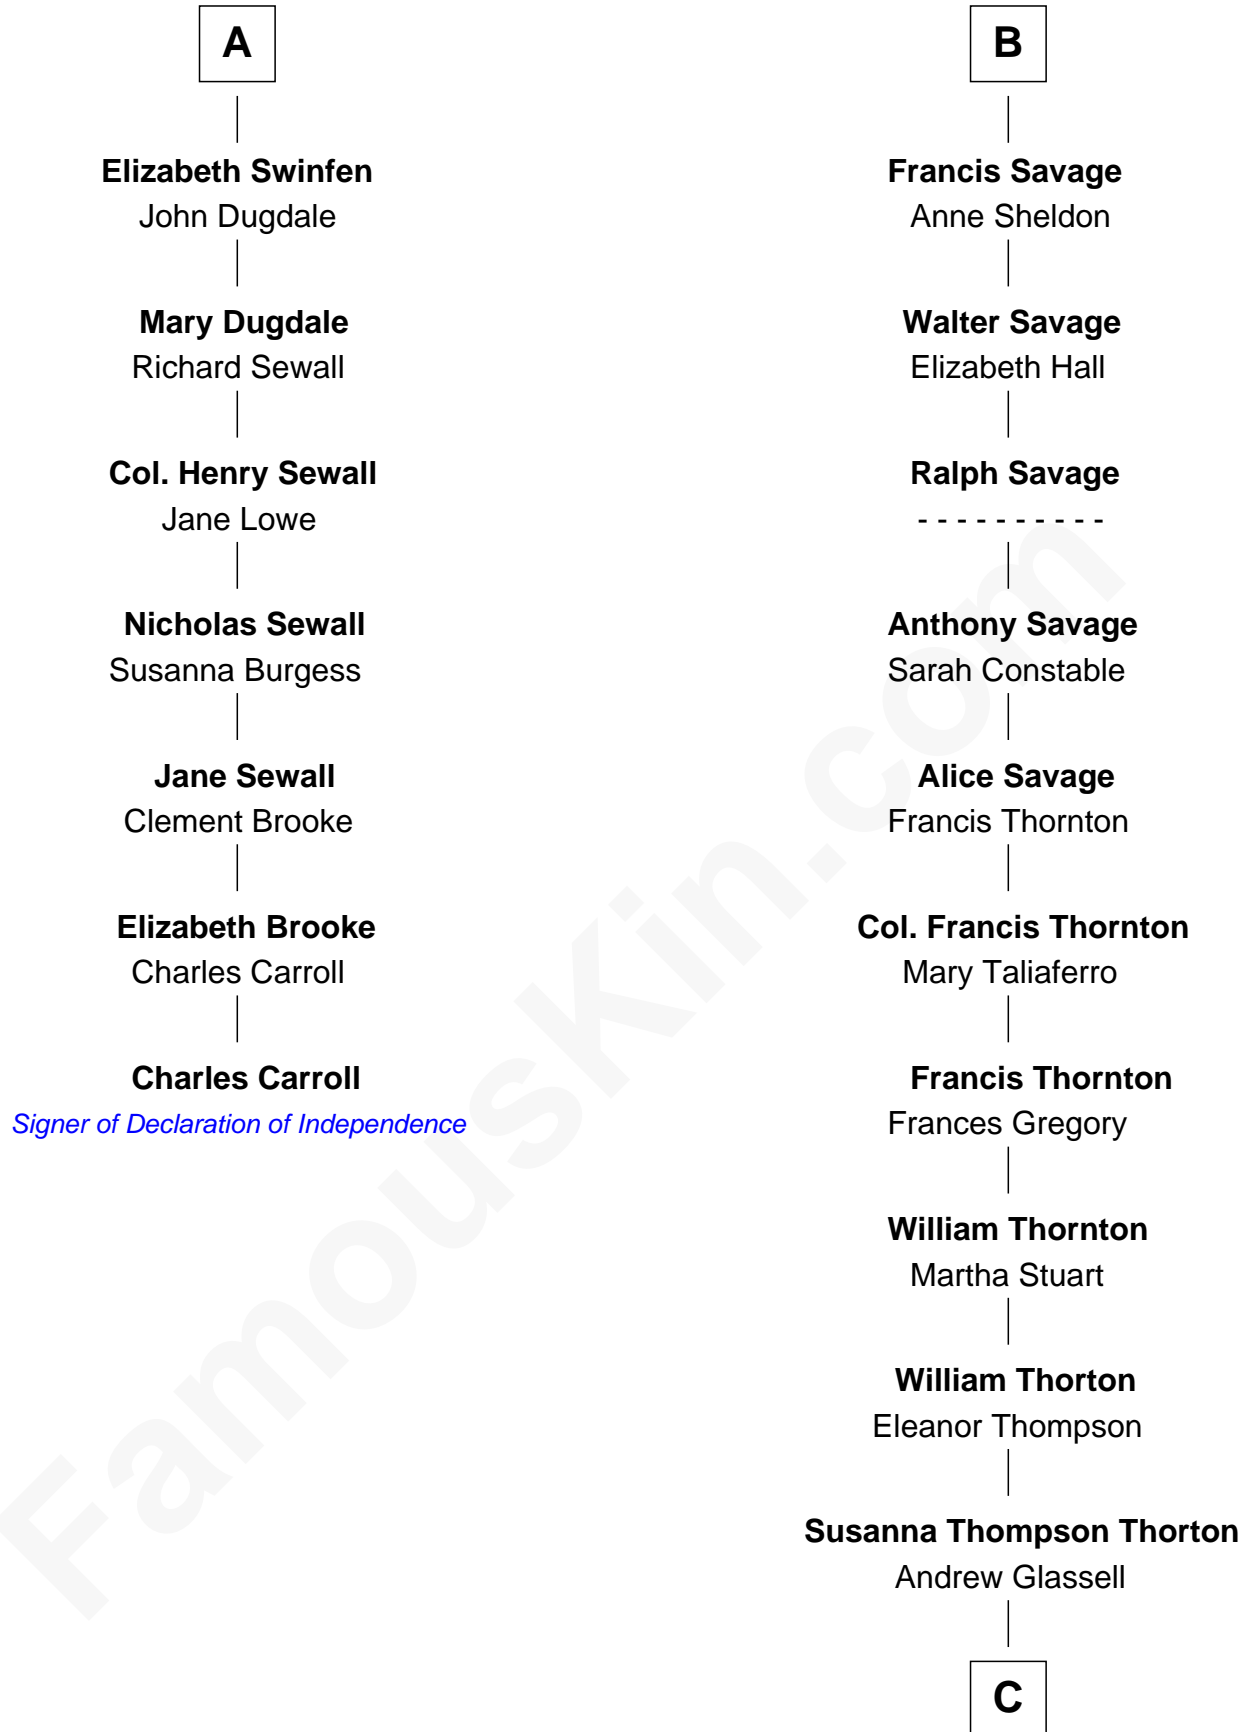 A
Elizabeth Swinfen
John Dugdale
Mary Dugdale
Richard Sewall
Col. Henry Sewall
Jane Lowe
Nicholas Sewall
Susanna Burgess
Jane Sewall
Clement Brooke
Elizabeth Brooke
Charles Carroll
Charles Carroll
Signer of Declaration of Independence
B
Francis Savage
Anne Sheldon
Walter Savage
Elizabeth Hall
Ralph Savage
- - - - - - - - - -
Anthony Savage
Sarah Constable
Alice Savage
Francis Thornton
Col. Francis Thornton
Mary Taliaferro
Francis Thornton
Frances Gregory
William Thornton
Martha Stuart
William Thorton
Eleanor Thompson
Susanna Thompson Thorton
Andrew Glassell
C
FamousKin.com